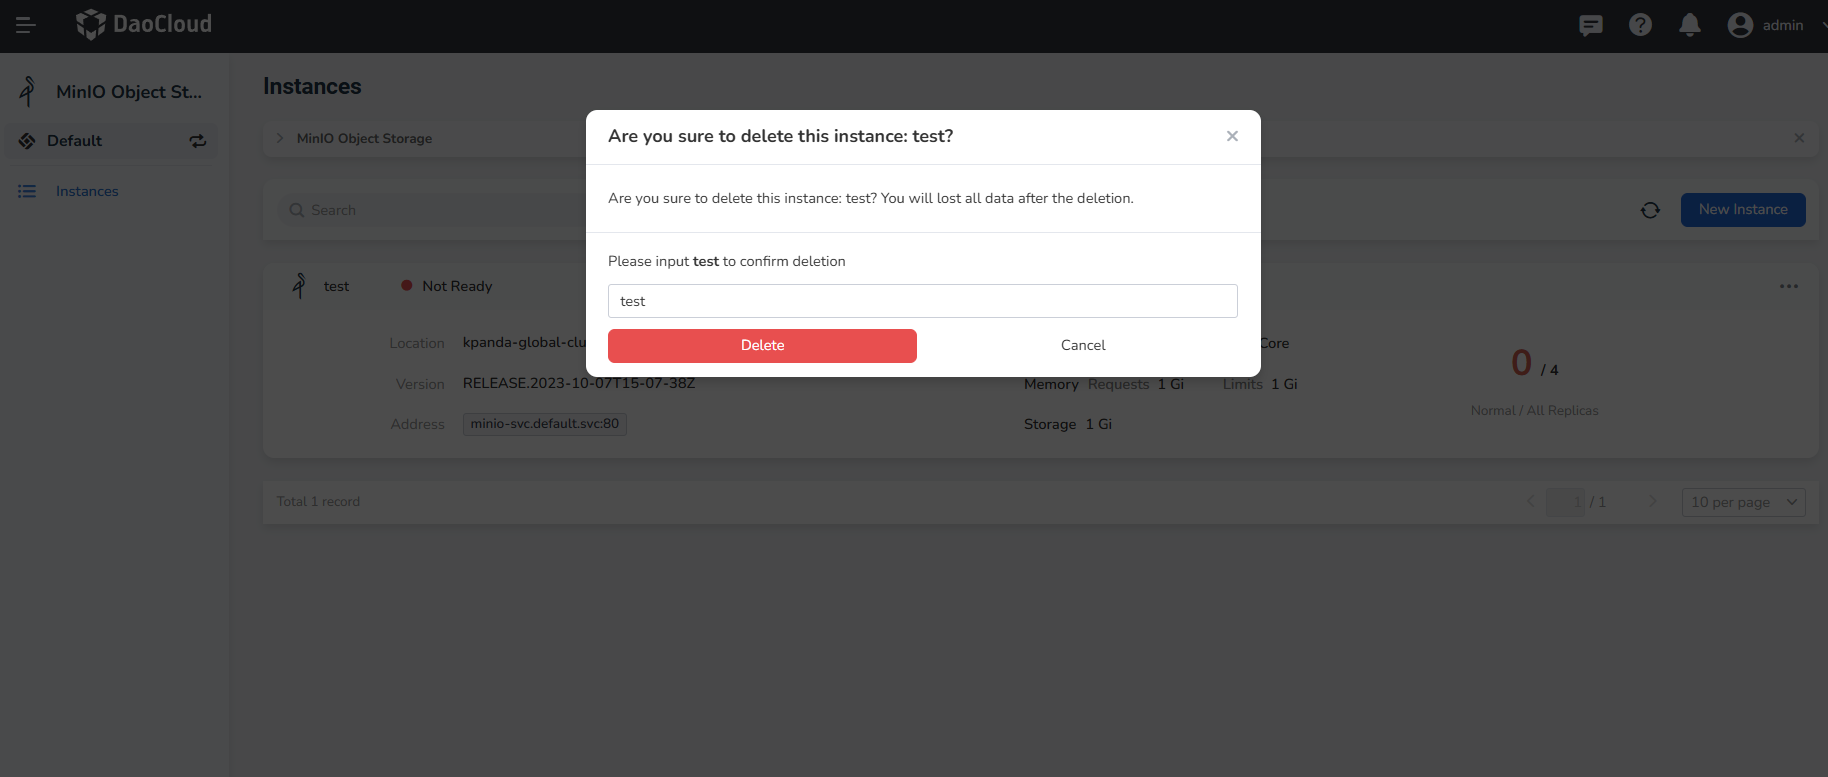 DaoCloud
admin
MinIO Object St...
Default
Instances
Instances
MinIO Object Storage
Search
New Instance
Are you sure to delete this instance: test?
Are you sure to delete this instance: test? You will lost all data after the deletion.
Please input test to confirm deletion
test
Delete
Cancel
test
Not Ready
Location kpanda-global-clu
Core
Version RELEASE.2023-10-07T15-07-38Z
Memory Requests 1 Gi Limits 1 Gi
Address minio-svc.default.svc:80
Storage 1 Gi
0 / 4
Normal / All Replicas
Total 1 record
1 / 1
10 per page